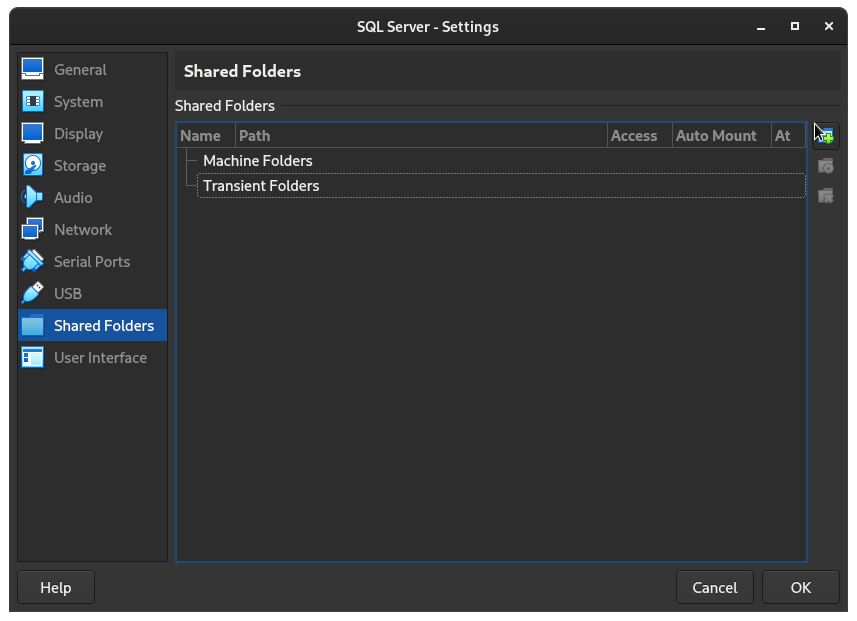 SQL Server - Settings
General
System
Display
Storage
Audio
Network
Serial Ports
USB
Shared Folders
User Interface
Shared Folders
Shared Folders
Name Path Access Auto Mount At
Machine Folders
Transient Folders
Help Cancel OK